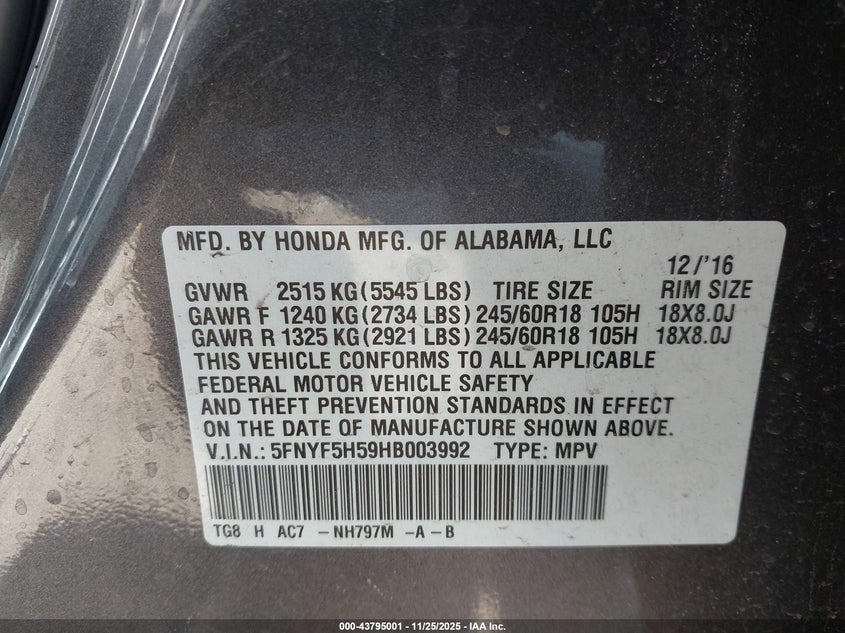 MFD. BY HONDA MFG. OF ALABAMA, LLC
12/'16
GVWR 2515 KG(5545 LBS) TIRE SIZE RIM SIZE
GAWR F 1240 KG(2734 LBS) 245/60R18 105H 18X8.0J
GAWR R 1325 KG(2921 LBS) 245/60R18 105H 18X8.0J
THIS VEHICLE CONFORMS TO ALL APPLICABLE
FEDERAL MOTOR VEHICLE SAFETY
AND THEFT PREVENTION STANDARDS IN EFFECT
ON THE DATE OF MANUFACTURE SHOWN ABOVE.
V.I.N.: 5FNYF5H59HB003992 TYPE: MPV
TG8 H AC7 -NH797M -A-B
000-43795001 - 11/25/2025 - IAA Inc.